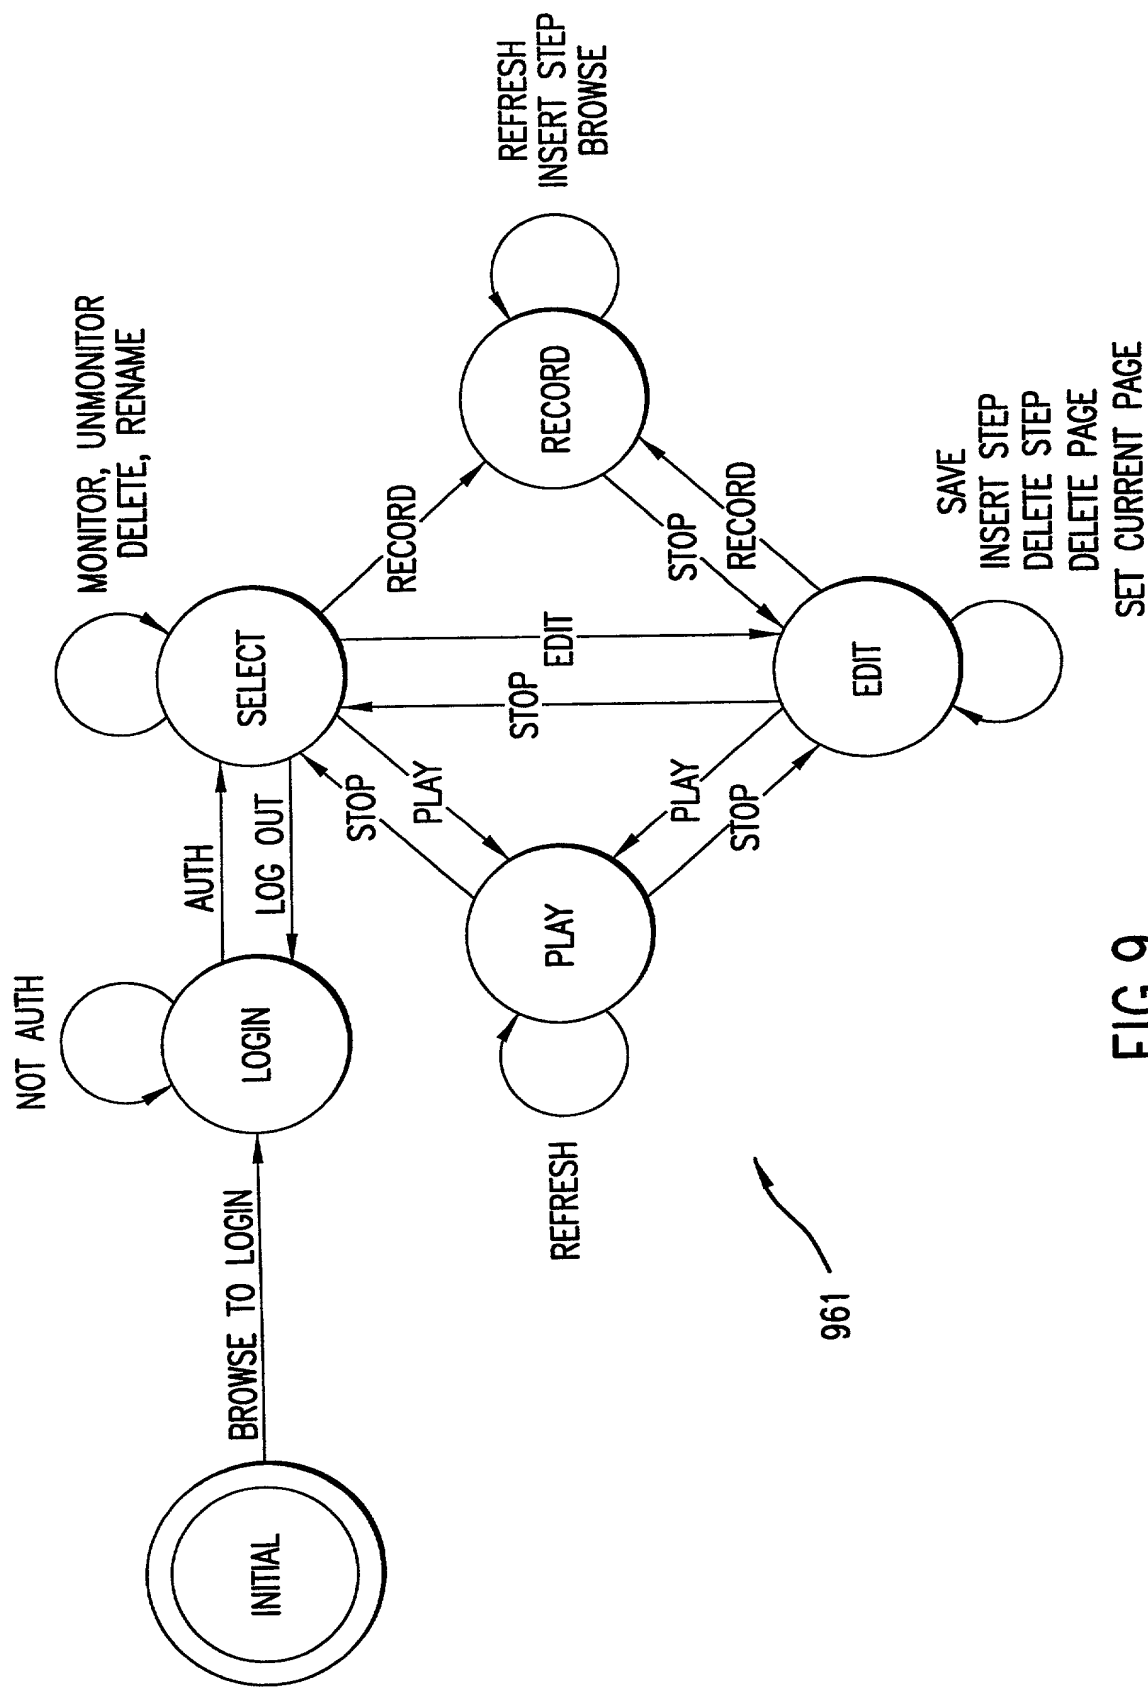 NOT AUTH
MONITOR, UNMONITOR
DELETE, RENAME
INITIAL
BROWSE TO LOGIN
LOGIN
AUTH
LOG OUT
SELECT
STOP
PLAY
STOP
EDIT
RECORD
REFRESH
INSERT STEP
BROWSE
REFRESH
PLAY
RECORD
PLAY
STOP
STOP
RECORD
EDIT
SAVE
INSERT STEP
DELETE STEP
DELETE PAGE
SET CURRENT PAGE
961
FIG.9